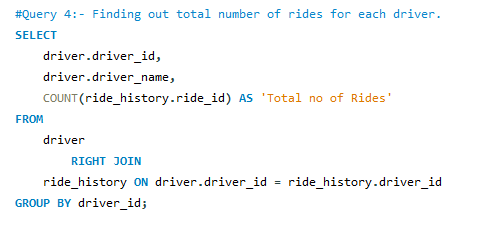 #Query 4:- Finding out total number of rides for each driver.
SELECT
driver.driver_id,
driver.driver_name,
COUNT(ride_history.ride_id) AS 'Total no of Rides'
FROM
driver
RIGHT JOIN
ride_history ON driver.driver_id = ride_history.driver_id
GROUP BY driver_id;